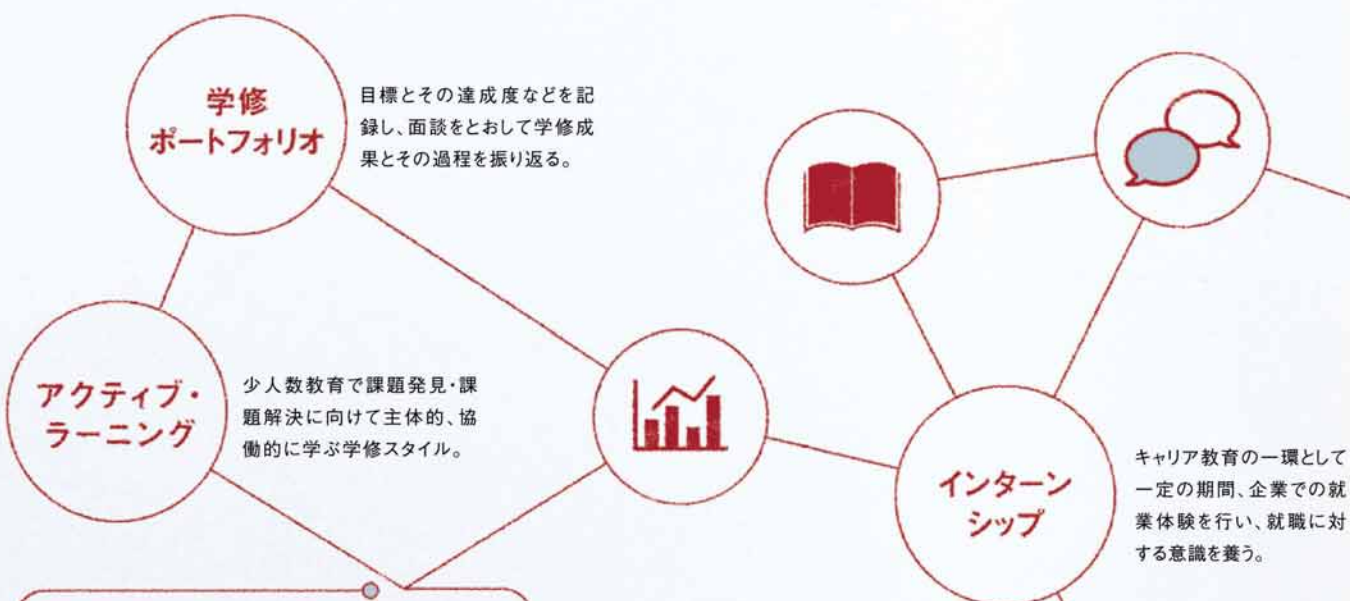 学修
ポートフォリオ
目標とその達成度などを記
録し、面談をとおして学修成
果とその過程を振り返る。
アクティブ・
ラーニング
少人数教育で課題発見・課
題解決に向けて主体的、協
働的に学ぶ学修スタイル。
インターン
シップ
キャリア教育の一環として
一定の期間、企業での就
業体験を行い、就職に対
する意識を養う。